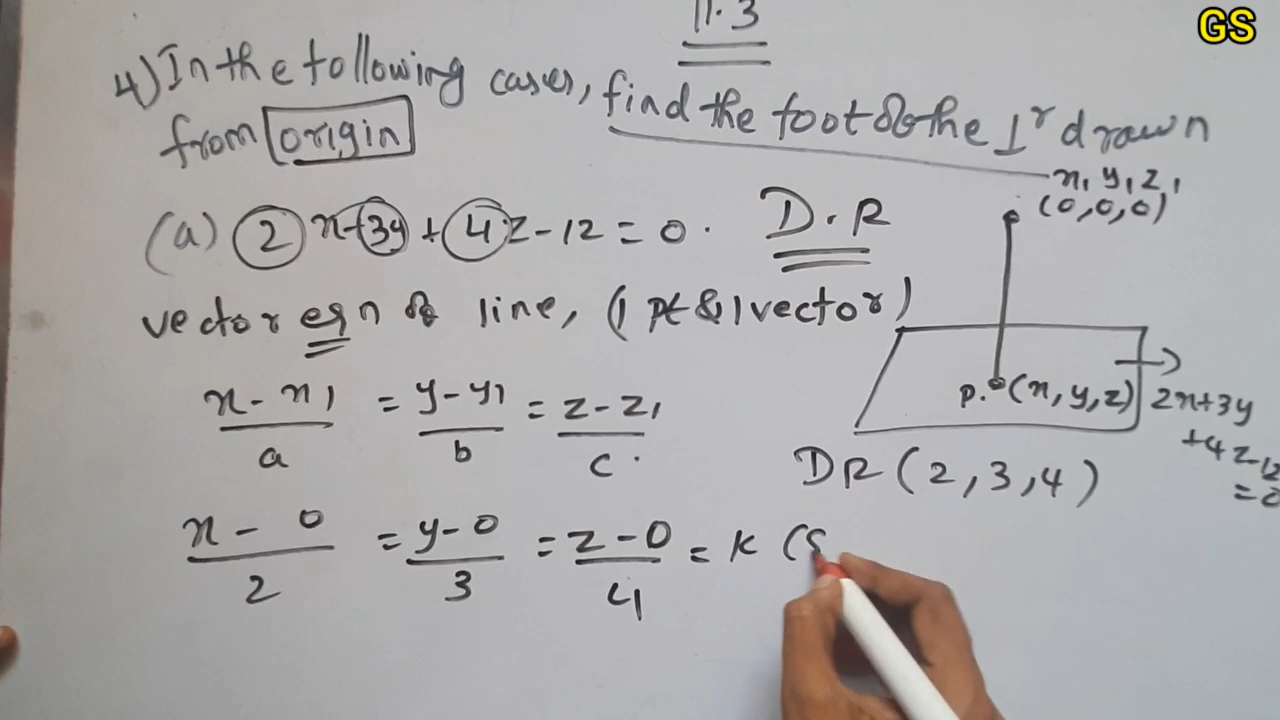 GS
11.3
4) In the following cases, find the foot of the ⊥r drawn
from origin
x1 y1 z1
(0,0,0)
(a) 2x+3y+4z-12=0. D.R
vector eqn of line, (1 pt & 1 vector)
x-x1/a = y-y1/b = z-z1/c.
P. (x,y,z)
2x+3y
+4z-12
=0
DR (2,3,4)
x-0/2 = y-0/3 = z-0/4 = k (S